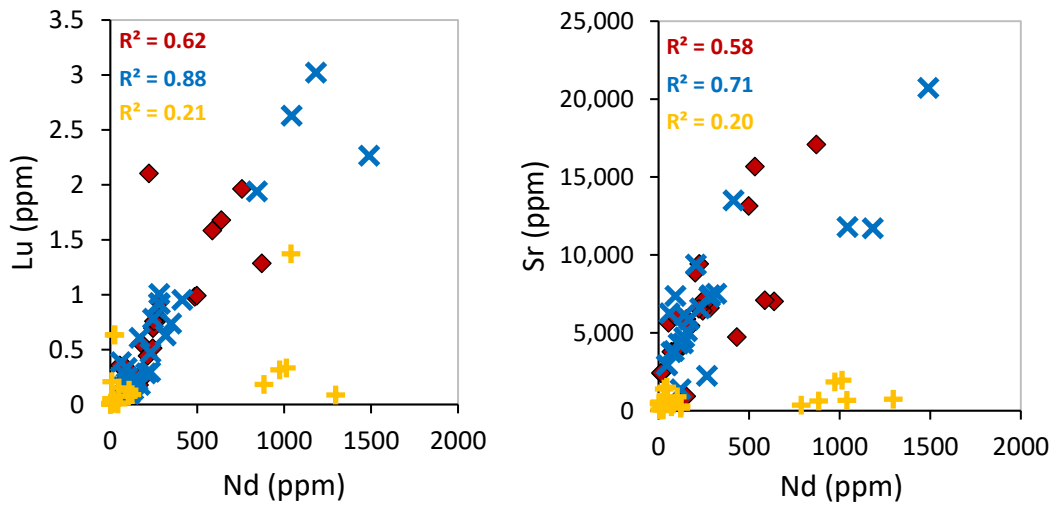 3.5
3
2.5
2
1.5
1
0.5
0
Lu (ppm)
R² = 0.62
R² = 0.88
R² = 0.21
0 500 1000 1500 2000
Nd (ppm)
25,000
20,000
15,000
10,000
5,000
0
Sr (ppm)
R² = 0.58
R² = 0.71
R² = 0.20
0 500 1000 1500 2000
Nd (ppm)